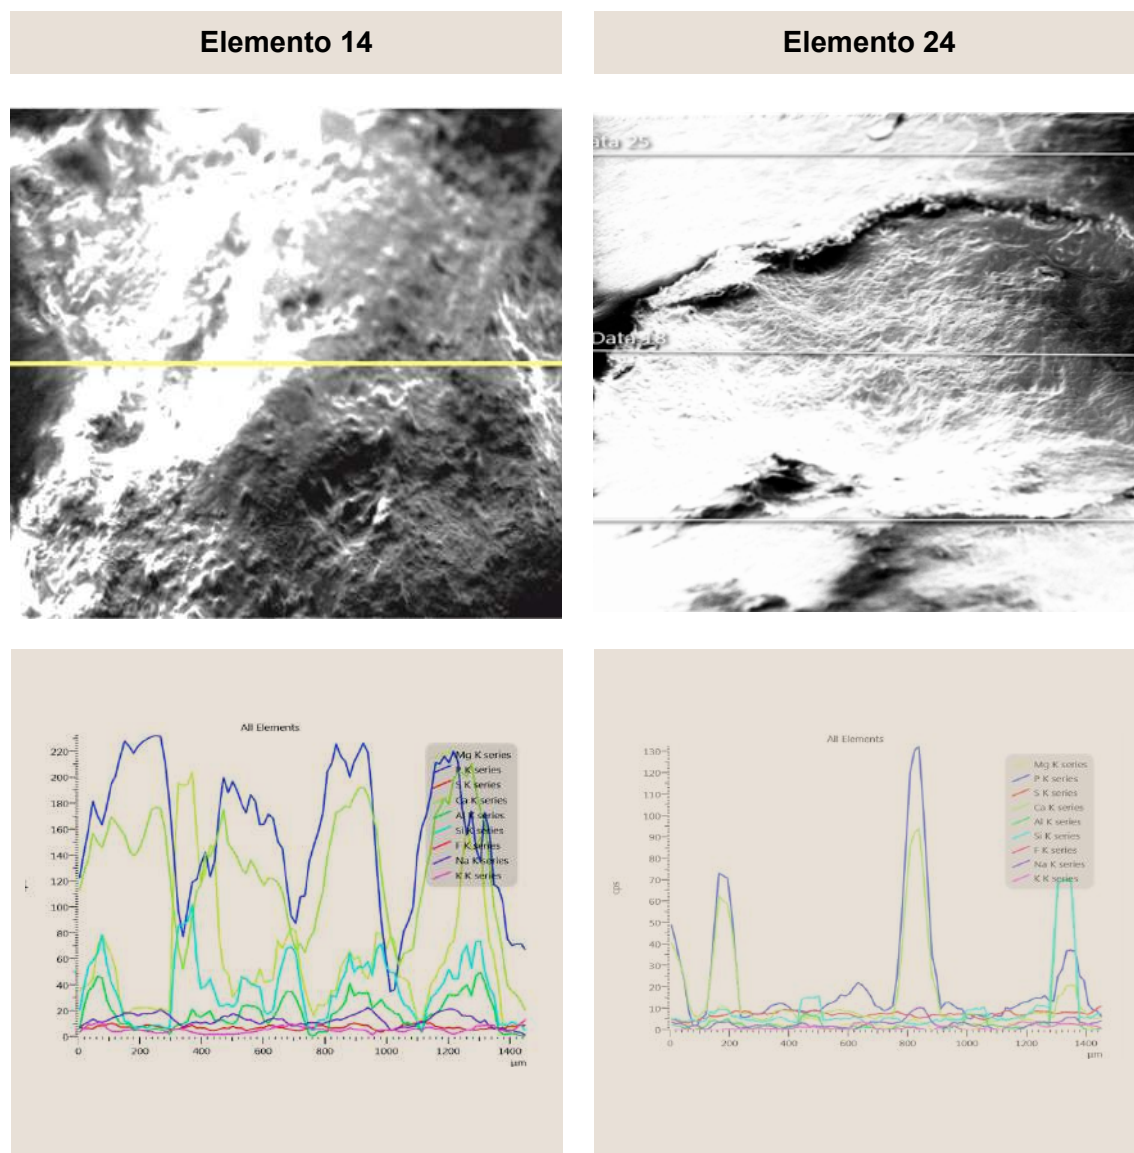 Elemento 14
Elemento 24
ata 25
Data 18
All Elements
220
200
180
160
140
120
100
80
60
40
20
0
0 200 400 600 800 1000 1200 1400
µm
Mg K series
P K series
S K series
Ca K series
Al K series
Si K series
F K series
Na K series
K K series
All Elements
cps
130
120
110
100
90
80
70
60
50
40
30
20
10
0
0 200 400 600 800 1000 1200 1400
µm
Mg K series
P K series
S K series
Ca K series
Al K series
Si K series
F K series
Na K series
K K series